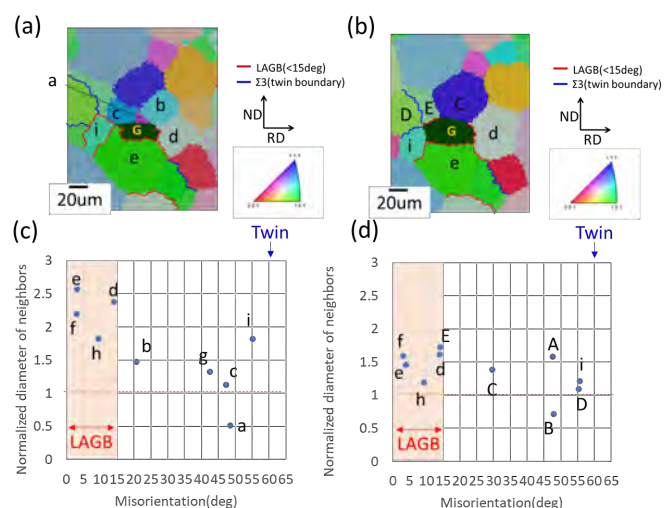 (a)
a
b
c
G
d
i
e
20um
LAGB(<15deg)
Σ3(twin boundary)
ND
RD
(b)
C
D
E
G
d
i
e
20um
LAGB(<15deg)
Σ3(twin boundary)
ND
RD
(c)
Twin
Normalized diameter of neighbors
3
2.5
2
1.5
1
0.5
0
e
d
f
h
b
g
c
i
a
LAGB
0 5 10 15 20 25 30 35 40 45 50 55 60 65
Misorientation(deg)
(d)
Twin
Normalized diameter of neighbors
3
2.5
2
1.5
1
0.5
0
f
E
e
d
h
C
A
i
D
B
LAGB
0 5 10 15 20 25 30 35 40 45 50 55 60 65
Misorientation(deg)